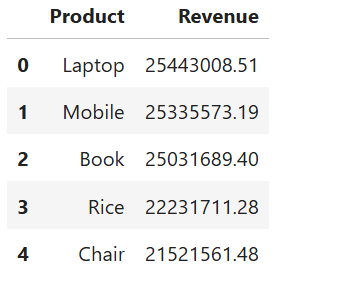 Product Revenue
0 Laptop 25443008.51
1 Mobile 25335573.19
2 Book 25031689.40
3 Rice 22231711.28
4 Chair 21521561.48